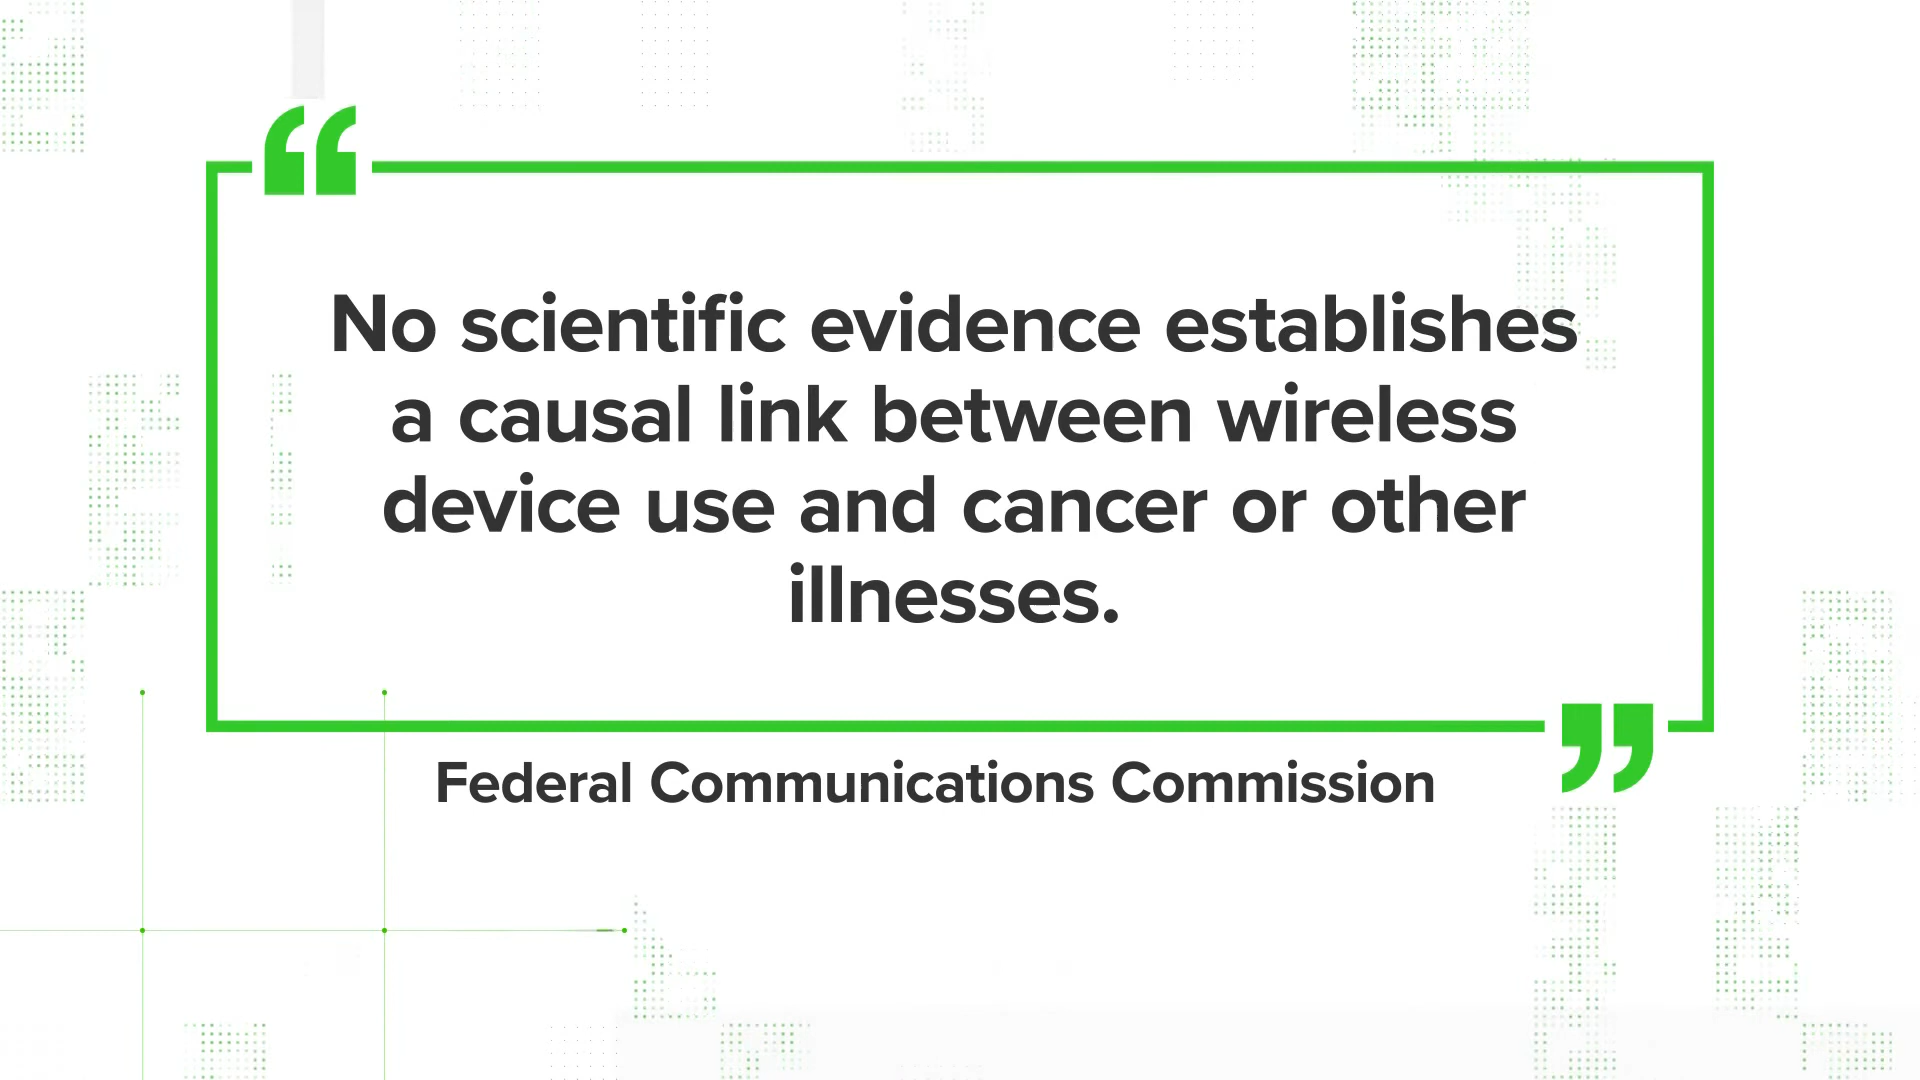 “
No scientific evidence establishes
a causal link between wireless
device use and cancer or other
illnesses.
”
Federal Communications Commission